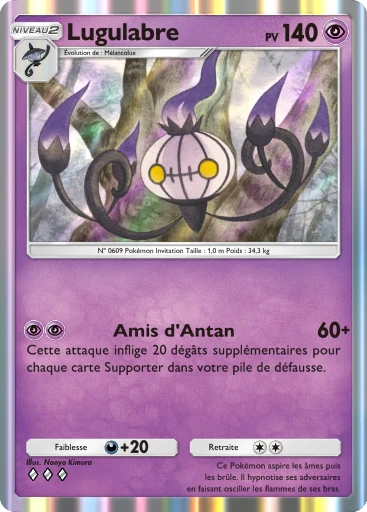 NIVEAU 2 Lugulabre PV 140
Évolution de : Mélancolux
N° 0609 Pokémon Invitation Taille : 1,0 m Poids : 34,3 kg
Amis d'Antan 60+
Cette attaque inflige 20 dégâts supplémentaires pour
chaque carte Supporter dans votre pile de défausse.
Faiblesse +20 Retraite
Illus. Naoyo Kimura
Ce Pokémon aspire les âmes puis
les brûle. Il hypnotise ses adversaires
en faisant osciller les flammes de ses bras.